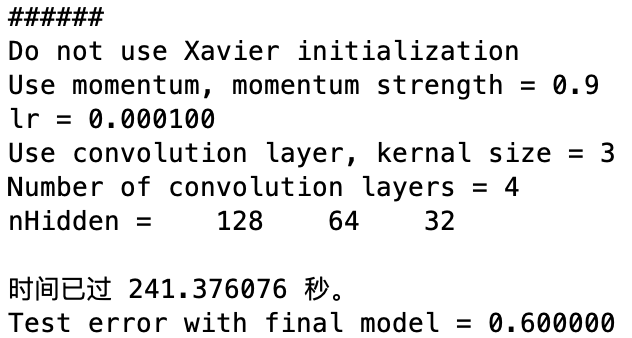 ######
Do not use Xavier initialization
Use momentum, momentum strength = 0.9
lr = 0.000100
Use convolution layer, kernal size = 3
Number of convolution layers = 4
nHidden =    128    64    32
时间已过 241.376076 秒。
Test error with final model = 0.600000